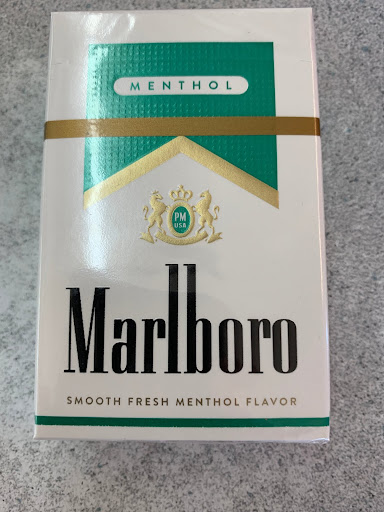 MENTHOL
PM
USA
Marlboro
SMOOTH FRESH MENTHOL FLAVOR